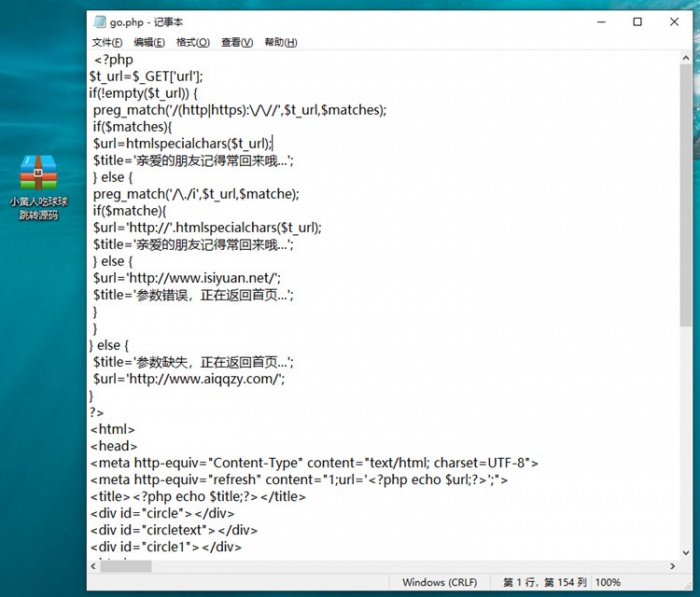 go.php - 记事本
文件(F) 编辑(E) 格式(O) 查看(V) 帮助(H)
<?php
$t_url=$_GET['url'];
if(!empty($t_url)) {
preg_match('/(http|https):\/\//',$t_url,$matches);
if($matches){
$url=htmlspecialchars($t_url);
$title='亲爱的朋友记得常回来哦...';
} else {
preg_match('/\./i',$t_url,$matche);
if($matche){
$url='http://'.htmlspecialchars($t_url);
$title='亲爱的朋友记得常回来哦...';
} else {
$url='http://www.isiyuan.net/';
$title='参数错误，正在返回首页...';
}
}
} else {
$title='参数缺失，正在返回首页...';
$url='http://www.aiqqzy.com/';
}
?>
<html>
<head>
<meta http-equiv="Content-Type" content="text/html; charset=UTF-8">
<meta http-equiv="refresh" content="1;url='<?php echo $url;?>';">
<title><?php echo $title;?></title>
<div id="circle"></div>
<div id="circletext"></div>
<div id="circle1"></div>
小黄人吃球球
跳转源码
Windows (CRLF) 第 1 行，第 154 列 100%